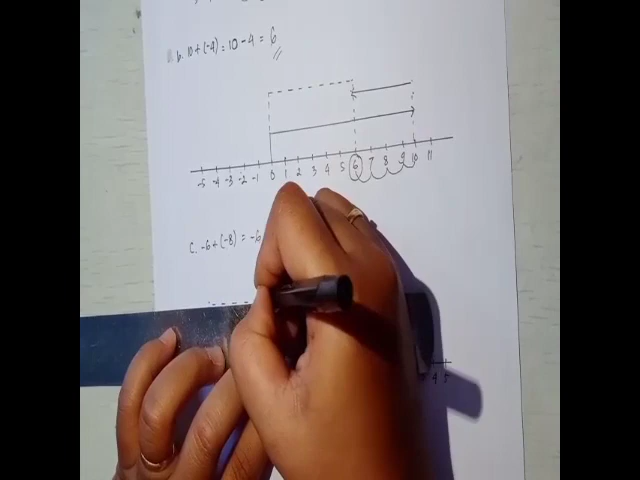 b. 10 + (-4) = 10 - 4 = 6
-5 -4 -3 -2 -1 0 1 2 3 4 5 6 7 8 9 10 11
c. -6 + (-8) = -6
4 5